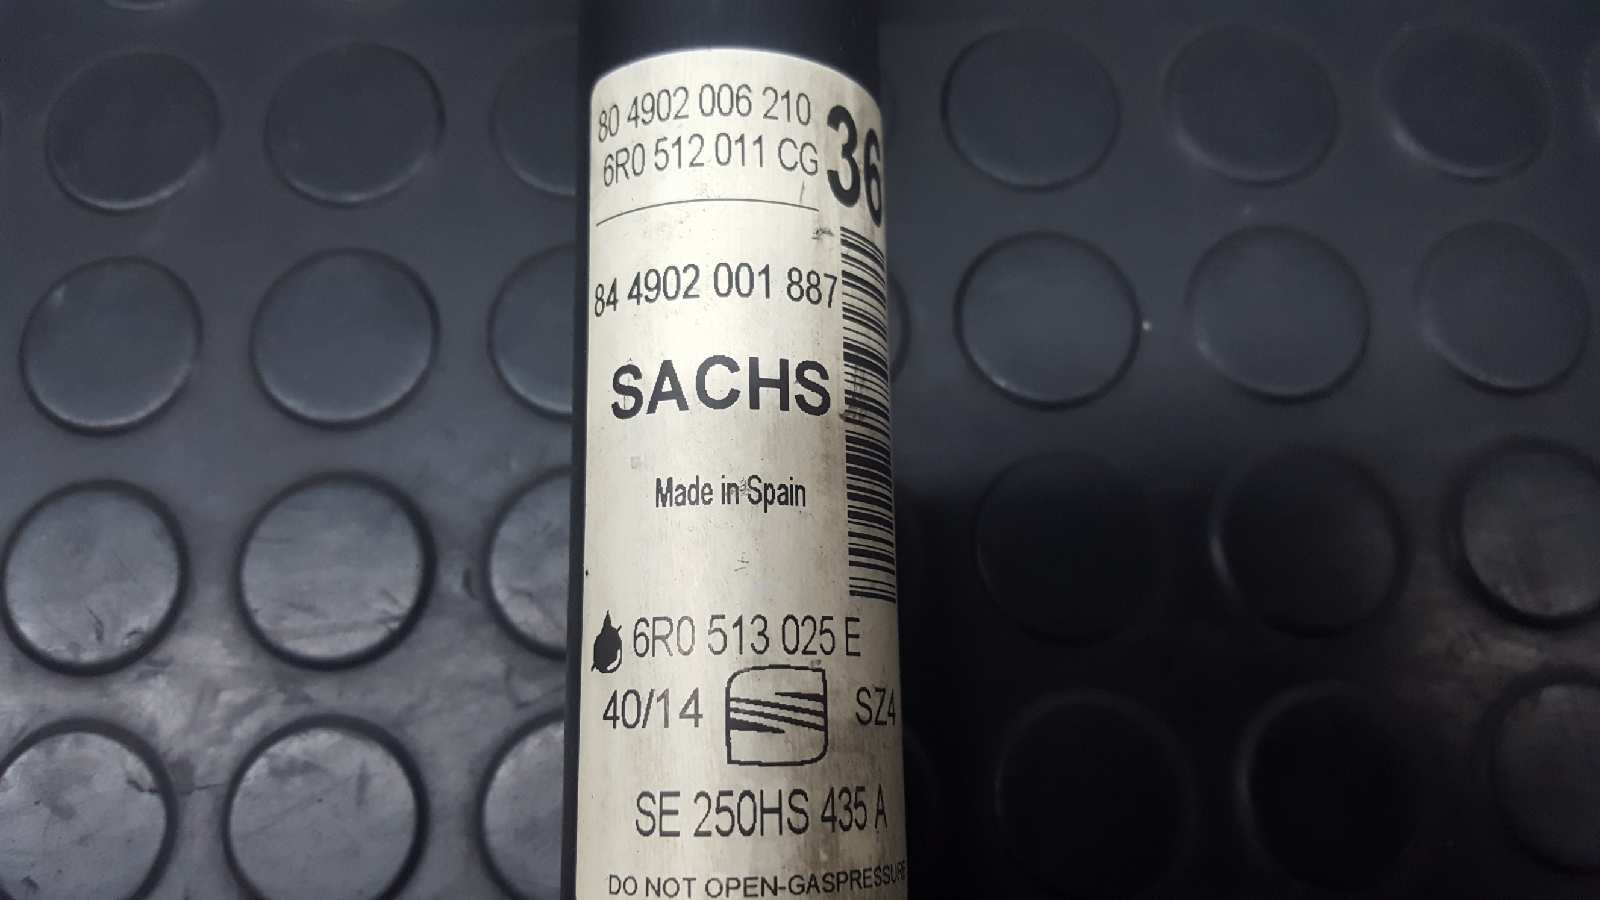 80 4902 006 210
6R0 512 011 CG
36
84 4902 001 887
SACHS
Made in Spain
6R0 513 025 E
40/14 SZ4
SE 250HS 435 A
DO NOT OPEN-GASPRESSURE